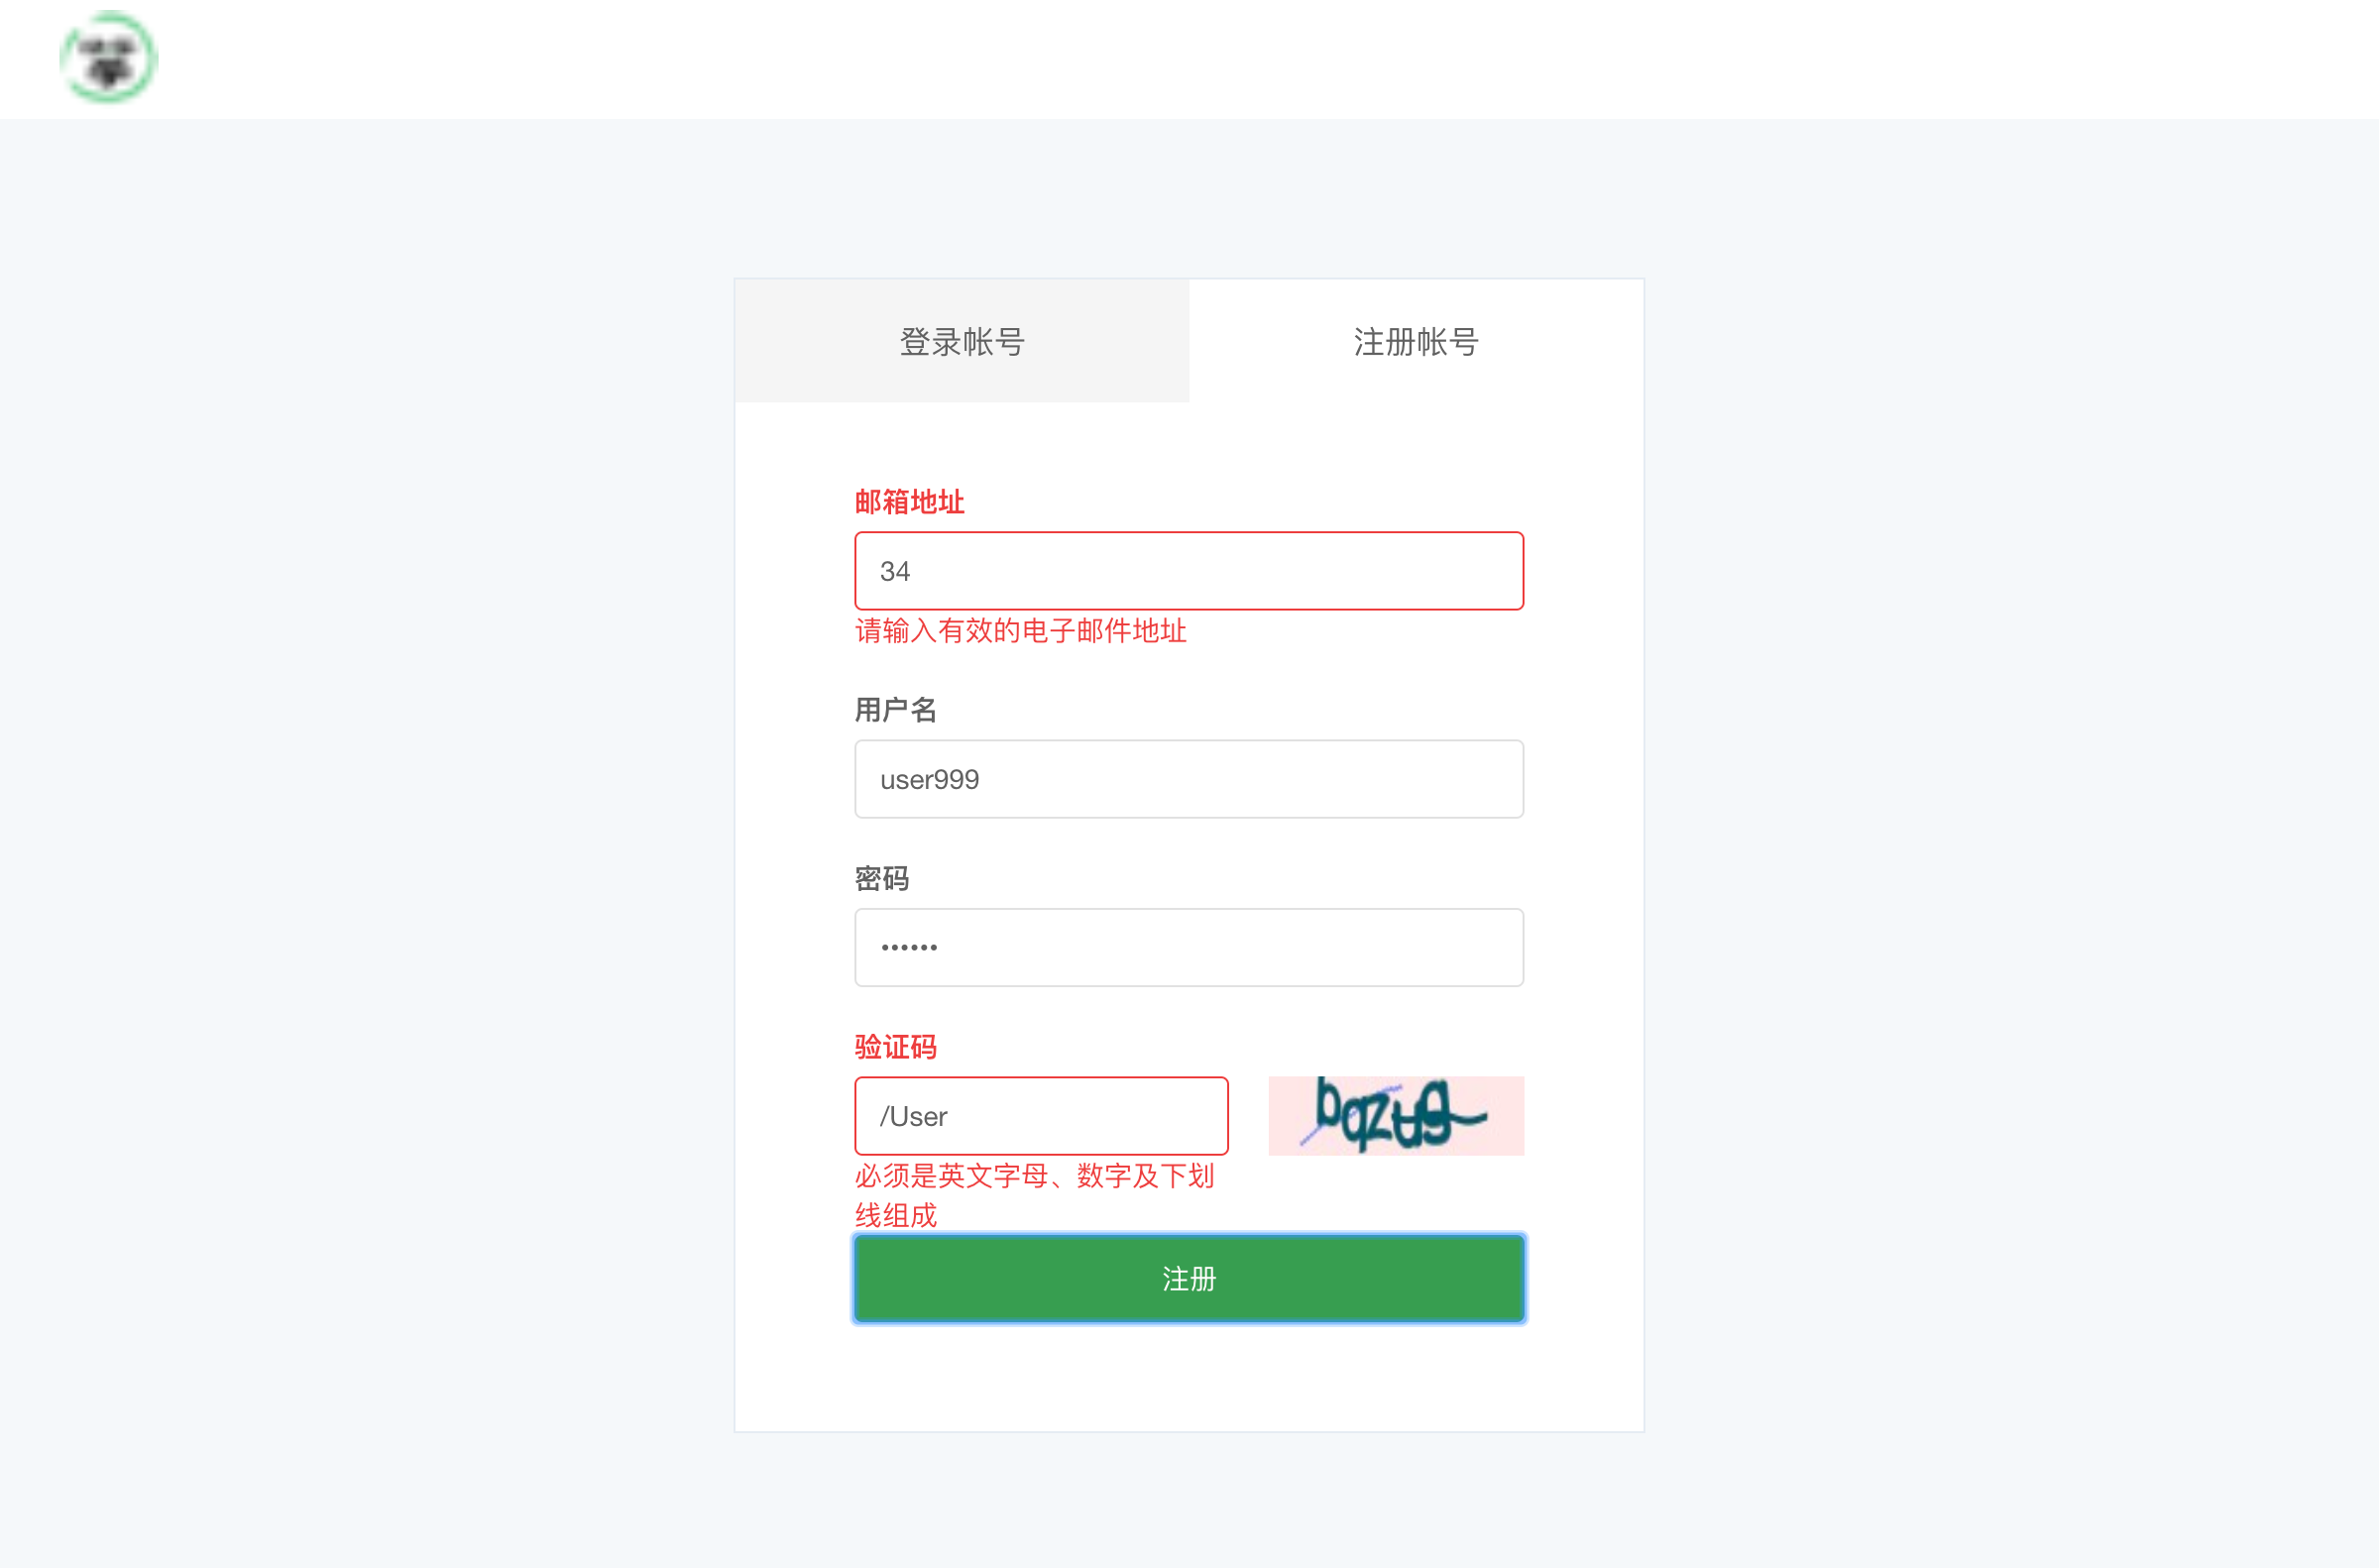 登录帐号
注册帐号
邮箱地址
34
请输入有效的电子邮件地址
用户名
user999
密码
••••••
验证码
/User
必须是英文字母、数字及下划
线组成
注册